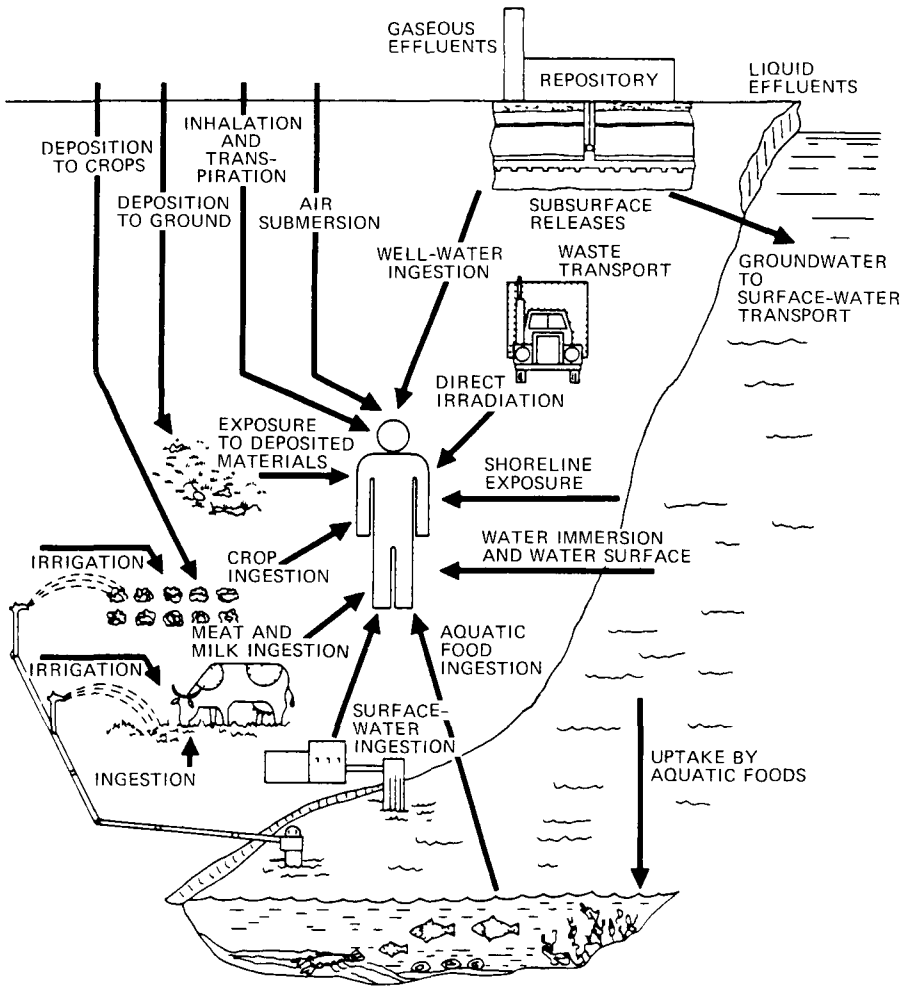 GASEOUS
EFFLUENTS
REPOSITORY
LIQUID
EFFLUENTS
DEPOSITION
TO CROPS
DEPOSITION
TO GROUND
INHALATION
AND
TRANS-
PIRATION
AIR
SUBMERSION
SUBSURFACE
RELEASES
WELL-WATER
INGESTION
WASTE
TRANSPORT
GROUNDWATER
TO
SURFACE-WATER
TRANSPORT
DIRECT
IRRADIATION
EXPOSURE
TO DEPOSITED
MATERIALS
SHORELINE
EXPOSURE
WATER IMMERSION
AND WATER SURFACE
CROP
INGESTION
IRRIGATION
MEAT AND
MILK INGESTION
AQUATIC
FOOD
INGESTION
IRRIGATION
SURFACE-
WATER
INGESTION
INGESTION
UPTAKE BY
AQUATIC FOODS